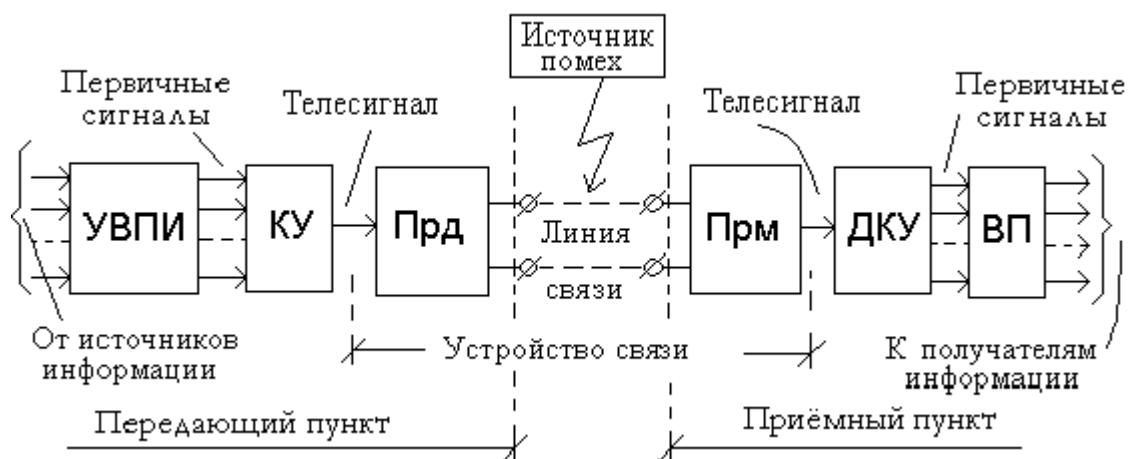 Источник
помех
Первичные
сигналы
Телесигнал
Телесигнал
Первичные
сигналы
УВПИ
КУ
Прд
Линия
связи
Прм
ДКУ
ВП
От источников
информации
Устройство связи
К получателям
информации
Передающий пункт
Приёмный пункт